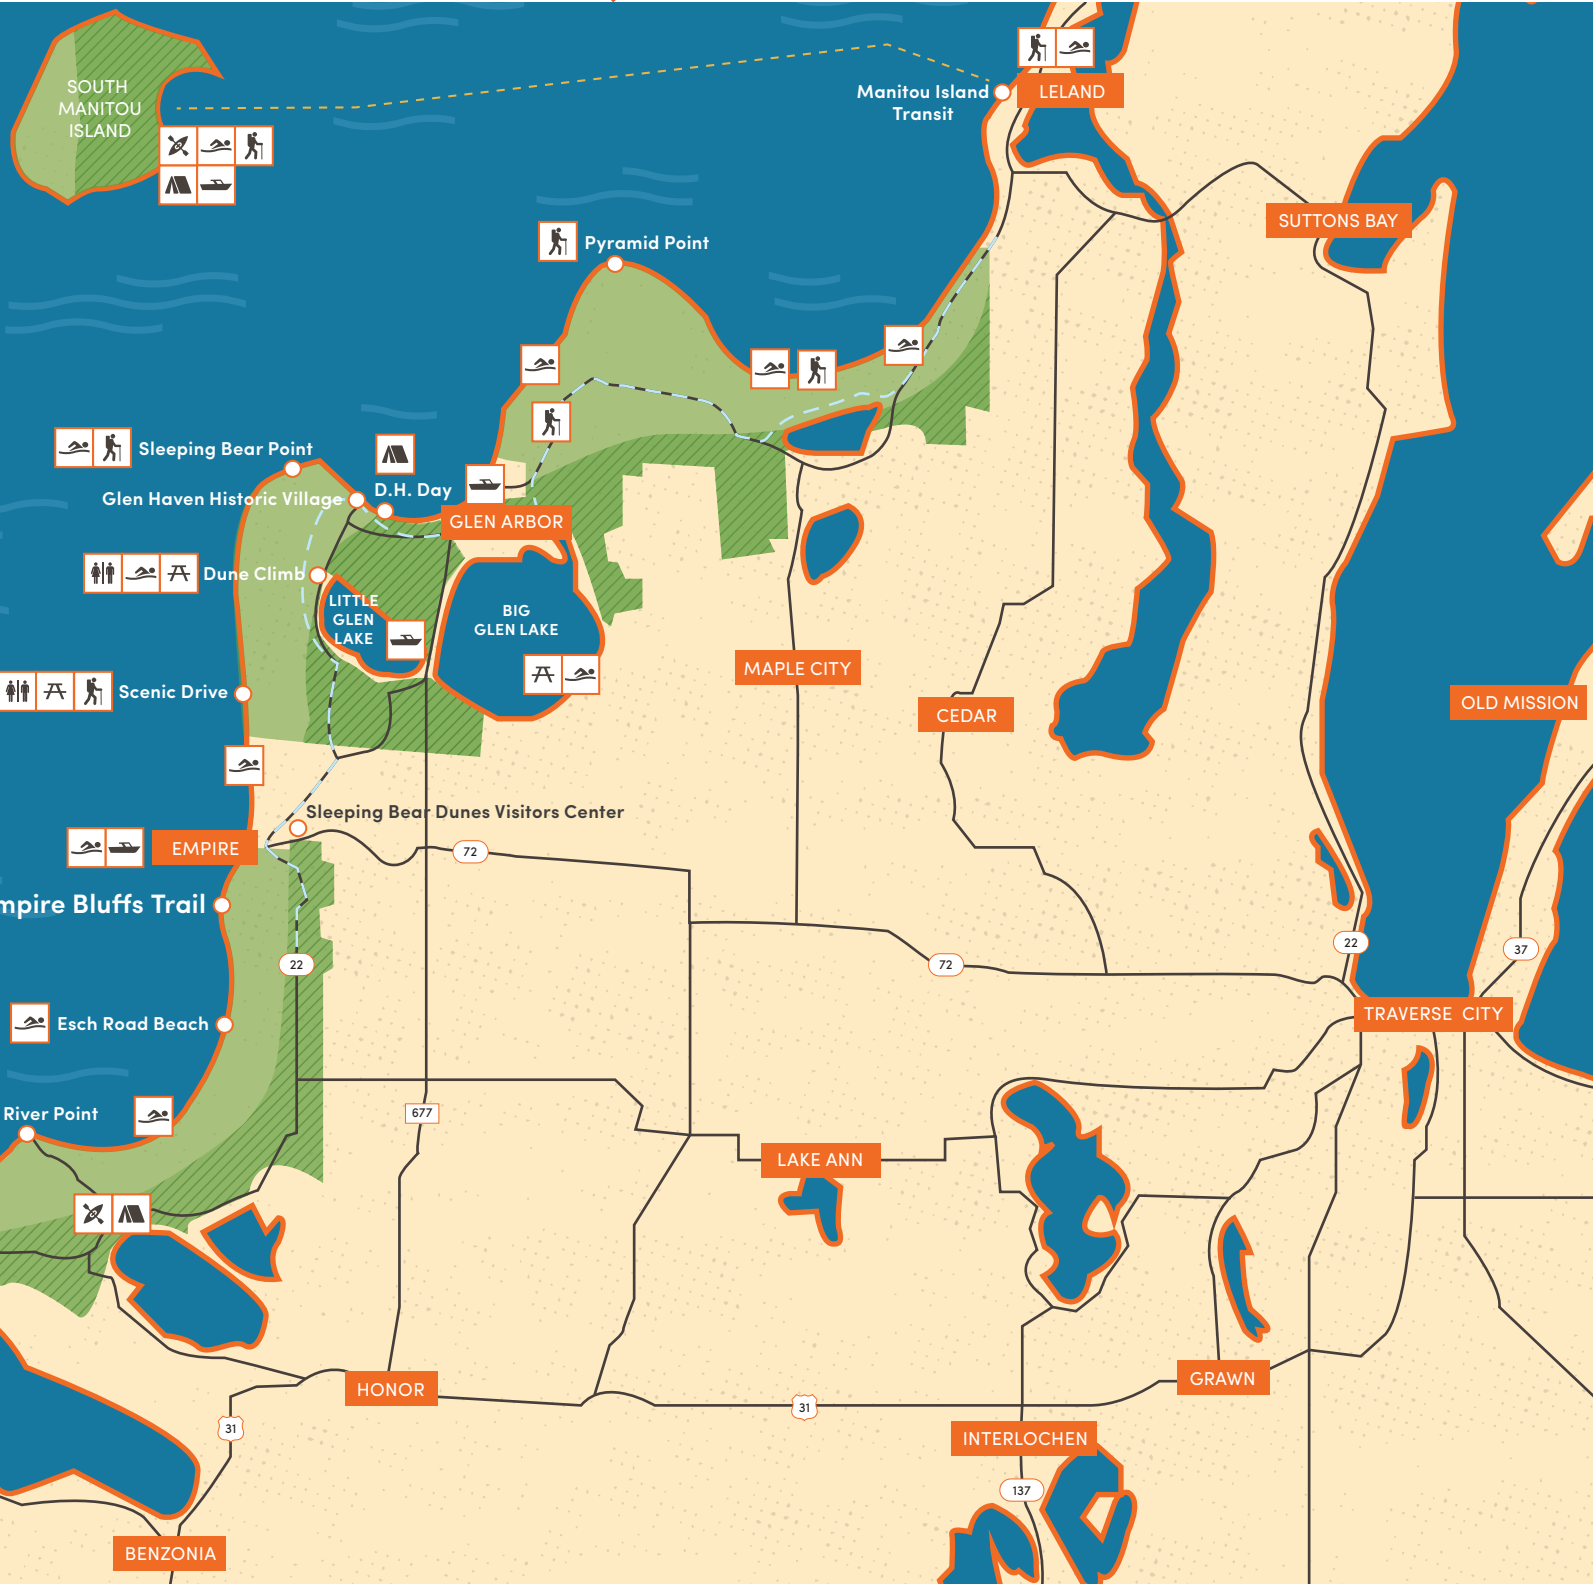 SOUTH
MANITOU
ISLAND
Manitou Island
Transit
LELAND
SUTTONS BAY
Pyramid Point
Sleeping Bear Point
Glen Haven Historic Village
D.H. Day
GLEN ARBOR
Dune Climb
LITTLE
GLEN
LAKE
BIG
GLEN LAKE
MAPLE CITY
Scenic Drive
CEDAR
OLD MISSION
Sleeping Bear Dunes Visitors Center
EMPIRE
72
mpire Bluffs Trail
22
72
22
37
TRAVERSE CITY
Esch Road Beach
River Point
677
LAKE ANN
HONOR
GRAWN
31
31
INTERLOCHEN
137
BENZONIA